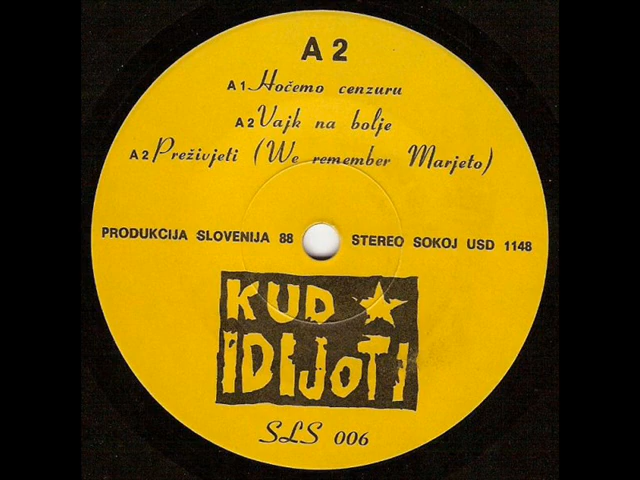 A 2
A1 Hočemo cenzuru
A2 Vajk na bolje
A2 Preživjeti (We remember Marjeto)
PRODUKCIJA SLOVENIJA 88 STEREO SOKOJ USD 1148
KUD ★ IDIJOTI
SLS 006